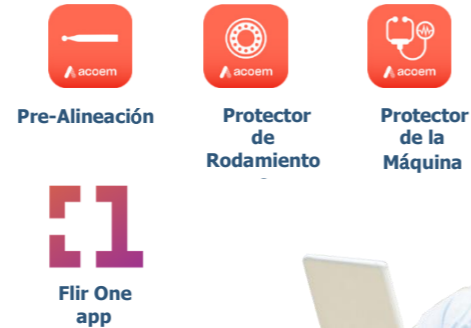 acoem
acoem
acoem
Pre-Alineación
Protector
de
Rodamiento
Protector
de la
Máquina
Flir One
app